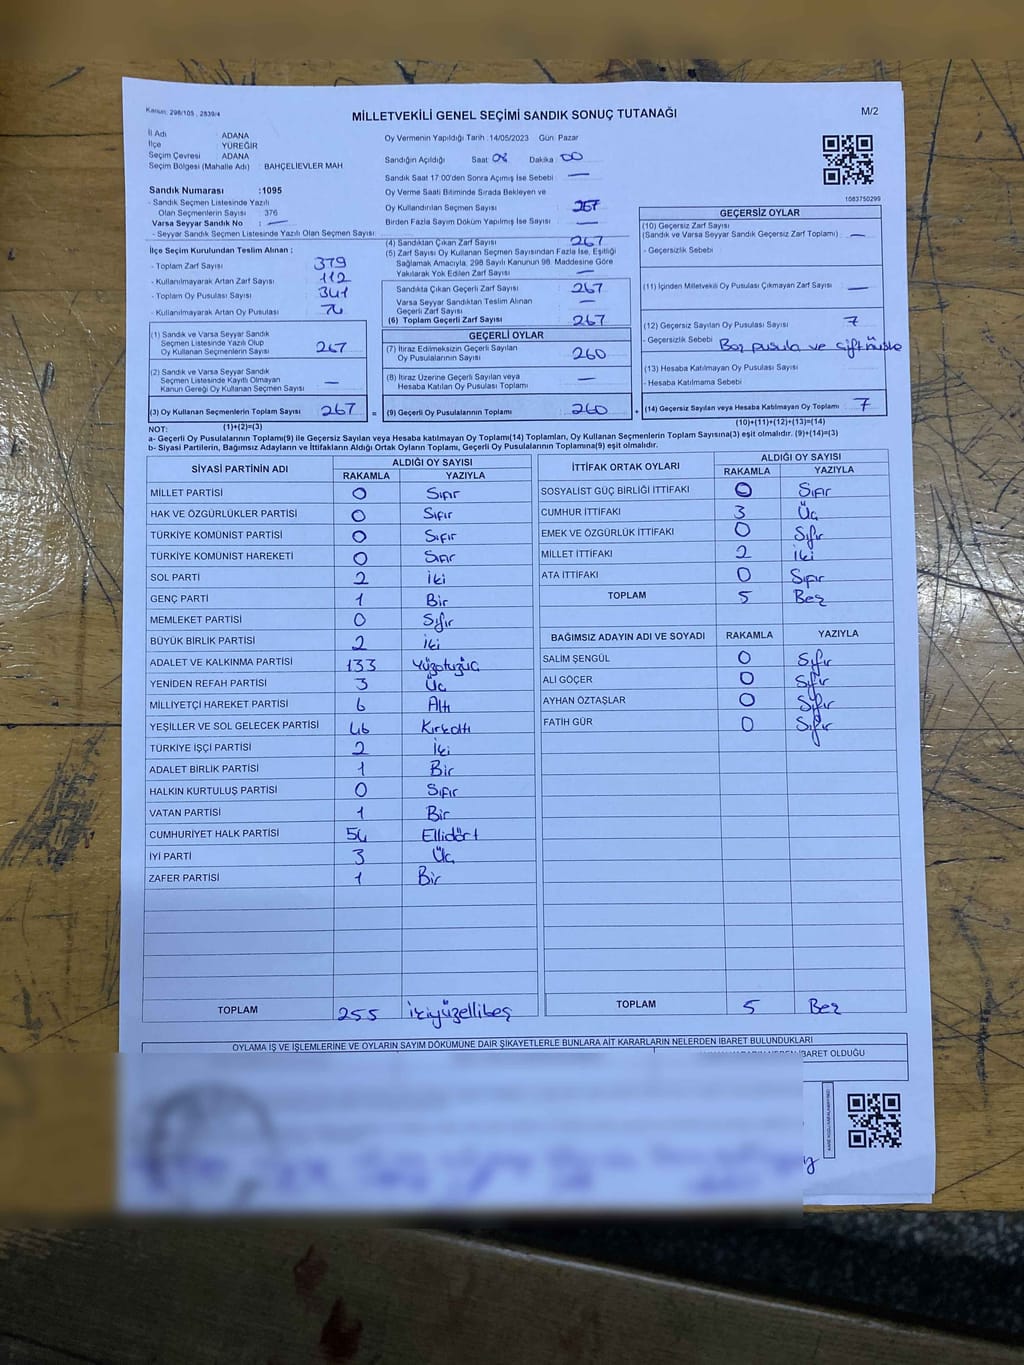 Kanun: 298/105 , 2839/4
MİLLETVEKİLİ GENEL SEÇİMİ SANDIK SONUÇ TUTANAĞI
M/2
İl Adı ADANA
İlçe : YÜREĞİR
Seçim Çevresi : ADANA
Seçim Bölgesi (Mahalle Adı) : BAHÇELİEVLER MAH.
Sandık Numarası :1095
- Sandık Seçmen Listesinde Yazılı
Olan Seçmenlerin Sayısı : 376
Varsa Seyyar Sandık No : —
- Seyyar Sandık Seçmen Listesinde Yazılı Olan Seçmen Sayısı:
Oy Vermenin Yapıldığı Tarih :14/05/2023 Gün: Pazar
Sandığın Açıldığı Saat 08 Dakika : 00
Sandık Saat 17.00'den Sonra Açımış İse Sebebi : —
Oy Verme Saati Bitiminde Sırada Bekleyen ve
Oy Kullandırılan Seçmen Sayısı : 267
Birden Fazla Sayım Döküm Yapılmış İse Sayısı : —
1083750299
İlçe Seçim Kurulundan Teslim Alınan :
- Toplam Zarf Sayısı : 379
- Kullanılmayarak Artan Zarf Sayısı : 112
- Toplam Oy Pusulası Sayısı : 341
- Kullanılmayarak Artan Oy Pusulası :
(4) Sandıktan Çıkan Zarf Sayısı : 267
(5) Zarf Sayısı Oy Kullanan Seçmen Sayısından Fazla İse, Eşitliği
Sağlamak Amacıyla, 298 Sayılı Kanunun 98. Maddesine Göre
Yakılarak Yok Edilen Zarf Sayısı : —
Sandıkta Çıkan Geçerli Zarf Sayısı : 267
Varsa Seyyar Sandıktan Teslim Alınan
Geçerli Zarf Sayısı : —
(6) Toplam Geçerli Zarf Sayısı : 267
GEÇERSİZ OYLAR
(10) Geçersiz Zarf Sayısı
(Sandık ve Varsa Seyyar Sandık Geçersiz Zarf Toplamı) : —
- Geçersizlik Sebebi :
(11) İçinden Milletvekili Oy Pusulası Çıkmayan Zarf Sayısı : —
(12) Geçersiz Sayılan Oy Pusulası Sayısı : 7
- Geçersizlik Sebebi : Boş pusula ve çift
(13) Hesaba Katılmayan Oy Pusulası Sayısı :
- Hesaba Katılmama Sebebi :
(14) Geçersiz Sayılan veya Hesaba Katılmayan Oy Toplamı : 7
(10)+(11)+(12)+(13)=(14)
(1) Sandık ve Varsa Seyyar Sandık
Seçmen Listesinde Yazılı Olup
Oy Kullanan Seçmenlerin Sayısı : 267
(2) Sandık ve Varsa Seyyar Sandık
Seçmen Listesinde Kayıtlı Olmayan
Kanun Gereği Oy Kullanan Seçmen Sayısı : —
(3) Oy Kullanan Seçmenlerin Toplam Sayısı : 267
(1)+(2)=(3)
GEÇERLİ OYLAR
(7) İtiraz Edilmeksizin Geçerli Sayılan
Oy Pusulalarının Sayısı : 260
(8) İtiraz Üzerine Geçerli Sayılan veya
Hesaba Katılan Oy Pusulaları Toplamı : —
= (9) Geçerli Oy Pusulalarının Toplamı : 260 +
NOT:
a- Geçerli Oy Pusulalarının Toplamı(9) ile Geçersiz Sayılan veya Hesaba katılmayan Oy Toplamı(14) Toplamları, Oy Kullanan Seçmenlerin Toplam Sayısına(3) eşit olmalıdır. (9)+(14)=(3)
b- Siyasi Partilerin, Bağımsız Adayların ve İttifakların Aldığı Ortak Oyların Toplamı, Geçerli Oy Pusulalarının Toplamına(9) eşit olmalıdır.
SİYASİ PARTİNİN ADI ALDIĞI OY SAYISI
RAKAMLA YAZIYLA
MİLLET PARTİSİ 0 Sıfır
HAK VE ÖZGÜRLÜKLER PARTİSİ 0 Sıfır
TÜRKİYE KOMÜNİST PARTİSİ 0 Sıfır
TÜRKİYE KOMÜNİST HAREKETİ 0 Sıfır
SOL PARTİ 2 İki
GENÇ PARTİ 1 Bir
MEMLEKET PARTİSİ 0 Sıfır
BÜYÜK BİRLİK PARTİSİ 2 İki
ADALET VE KALKINMA PARTİSİ 133 Yüzotuzüç
YENİDEN REFAH PARTİSİ 3 Üç
MİLLİYETÇİ HAREKET PARTİSİ 6 Altı
YEŞİLLER VE SOL GELECEK PARTİSİ 46 Kırkaltı
TÜRKİYE İŞÇİ PARTİSİ 2 İki
ADALET BİRLİK PARTİSİ 1 Bir
HALKIN KURTULUŞ PARTİSİ 0 Sıfır
VATAN PARTİSİ 1 Bir
CUMHURİYET HALK PARTİSİ 54 Ellidört
İYİ PARTİ 3 Üç
ZAFER PARTİSİ 1 Bir
TOPLAM 255 ikiyüzellibeş
İTTİFAK ORTAK OYLARI ALDIĞI OY SAYISI
RAKAMLA YAZIYLA
SOSYALİST GÜÇ BİRLİĞİ İTTİFAKI 0 Sıfır
CUMHUR İTTİFAKI 3 Üç
EMEK VE ÖZGÜRLÜK İTTİFAKI 0 Sıfır
MİLLET İTTİFAKI 2 İki
ATA İTTİFAKI 0 Sıfır
TOPLAM 5 Beş
BAĞIMSIZ ADAYIN ADI VE SOYADI RAKAMLA YAZIYLA
SALİM ŞENGÜL 0 Sıfır
ALİ GÖÇER 0 Sıfır
AYHAN ÖZTAŞLAR 0 Sıfır
FATİH GÜR 0 Sıfır
TOPLAM 5 Beş
OYLAMA İŞ VE İŞLEMLERİNE VE OYLARIN SAYIM DÖKÜMÜNE DAİR ŞİKAYETLERLE BUNLARA AİT KARARLARIN NELERDEN İBARET BULUNDUKLARI
İBARET OLDUĞU